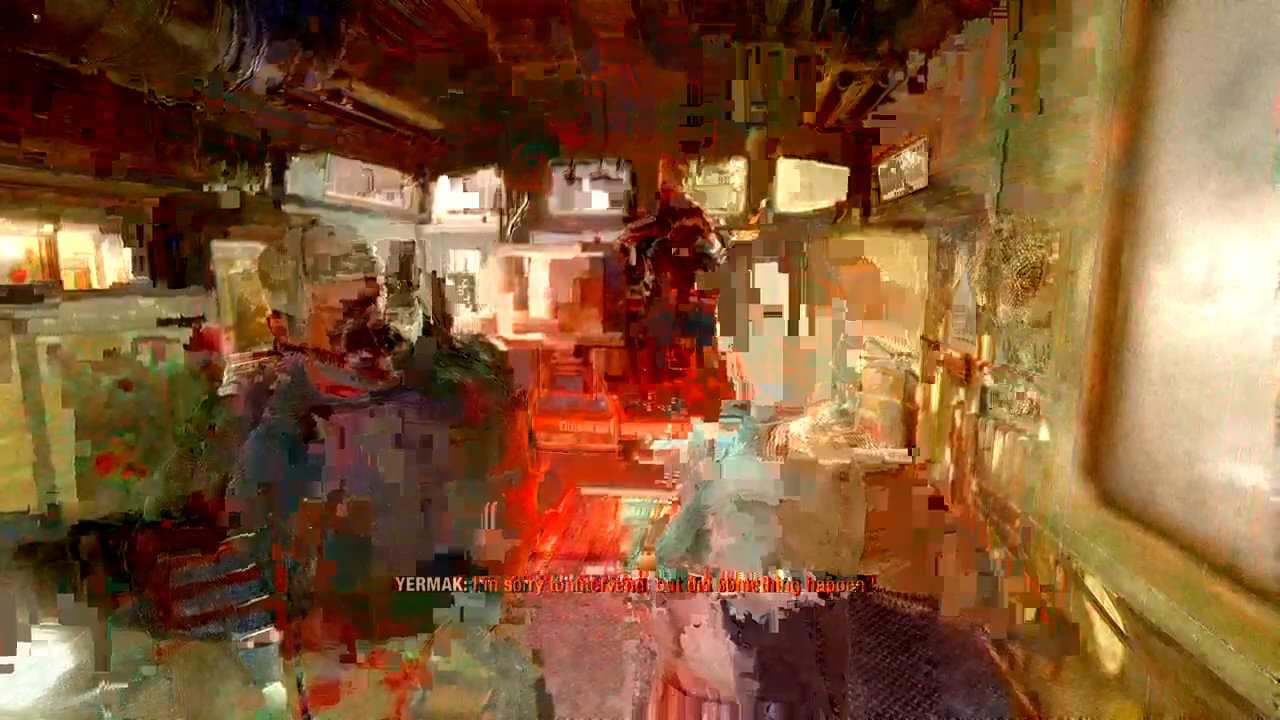 YERMAK: I'm sorry to intervene, but did something happen?